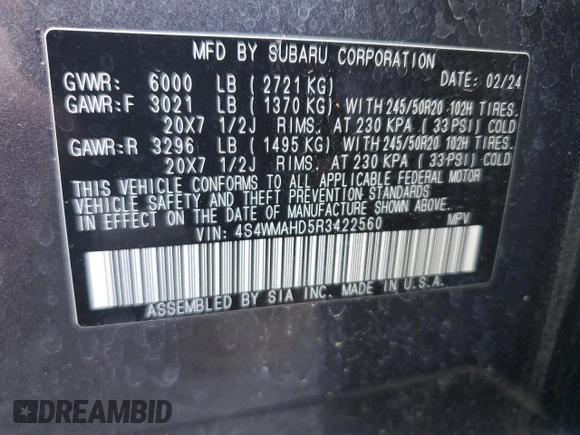 MFD BY SUBARU CORPORATION
GVWR: 6000 LB ( 2721 KG) DATE: 02/24
GAWR:F 3021 LB ( 1370 KG) WITH 245/50R20 102H TIRES.
20X7 1/2J RIMS. AT 230 KPA ( 33 PSI) COLD
GAWR:R 3296 LB ( 1495 KG) WITH 245/50R20 102H TIRES.
20X7 1/2J RIMS. AT 230 KPA ( 33 PSI) COLD
THIS VEHICLE CONFORMS TO ALL APPLICABLE FEDERAL MOTOR
VEHICLE SAFETY AND THEFT PREVENTION STANDARDS
IN EFFECT ON THE DATE OF MANUFACTURE SHOWN ABOVE.
VIN: 4S4WMAHD5R3422560 MPV
ASSEMBLED BY SIA INC. MADE IN U.S.A.
DREAMBID